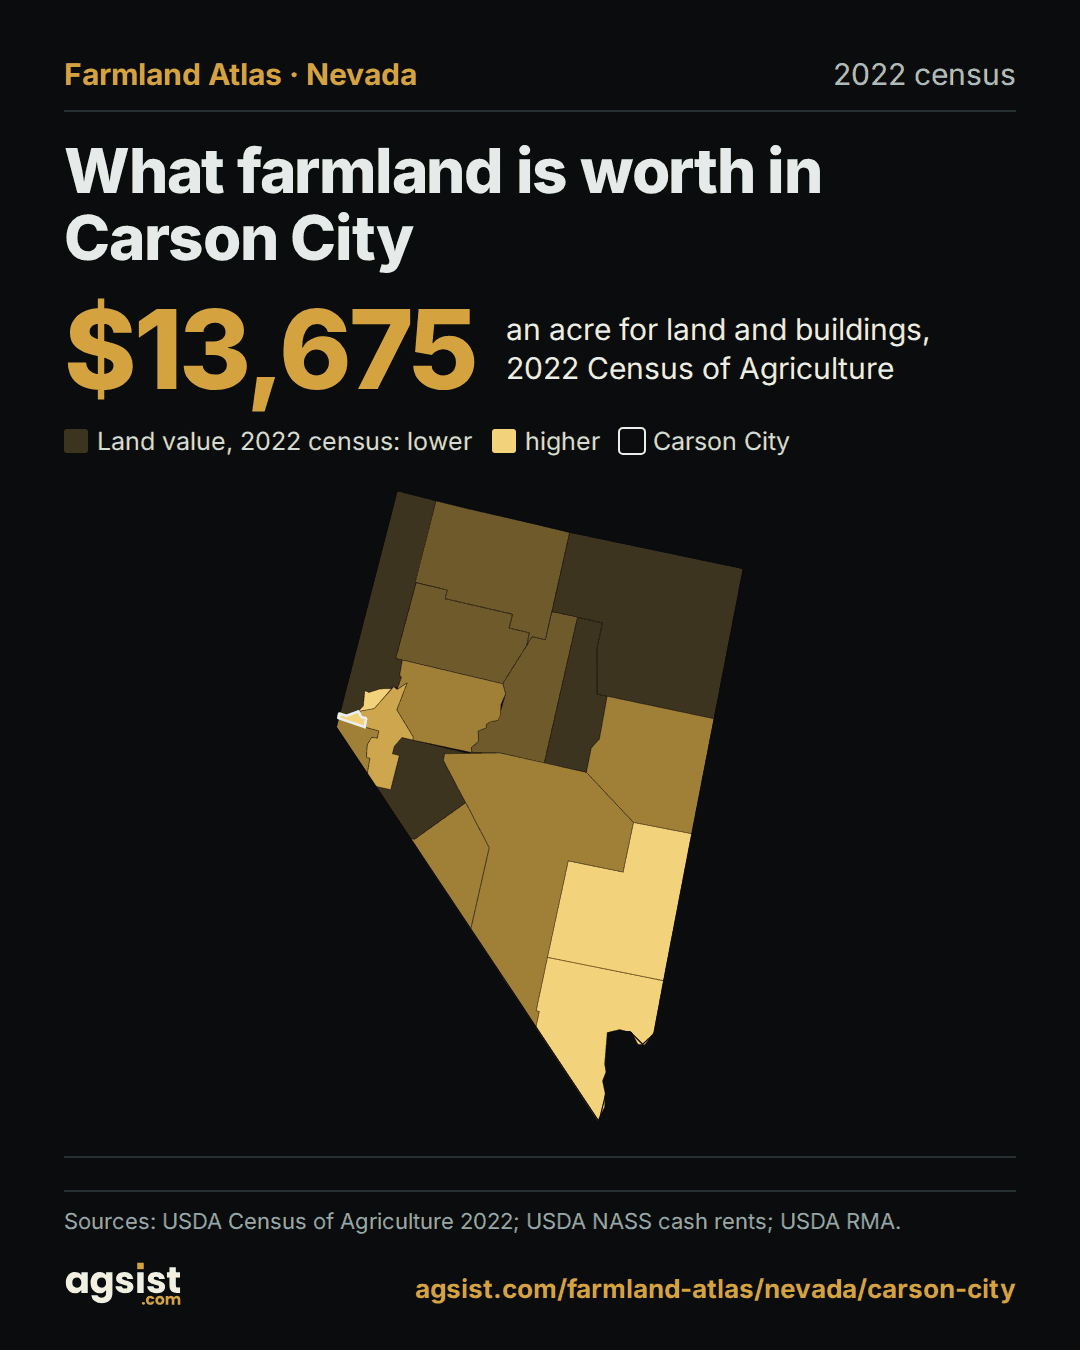 Farmland Atlas · Nevada
2022 census
What farmland is worth in
Carson City
$13,675
an acre for land and buildings,
2022 Census of Agriculture
Land value, 2022 census: lower
higher
Carson City
Sources: USDA Census of Agriculture 2022; USDA NASS cash rents; USDA RMA.
agsist
.com
agsist.com/farmland-atlas/nevada/carson-city